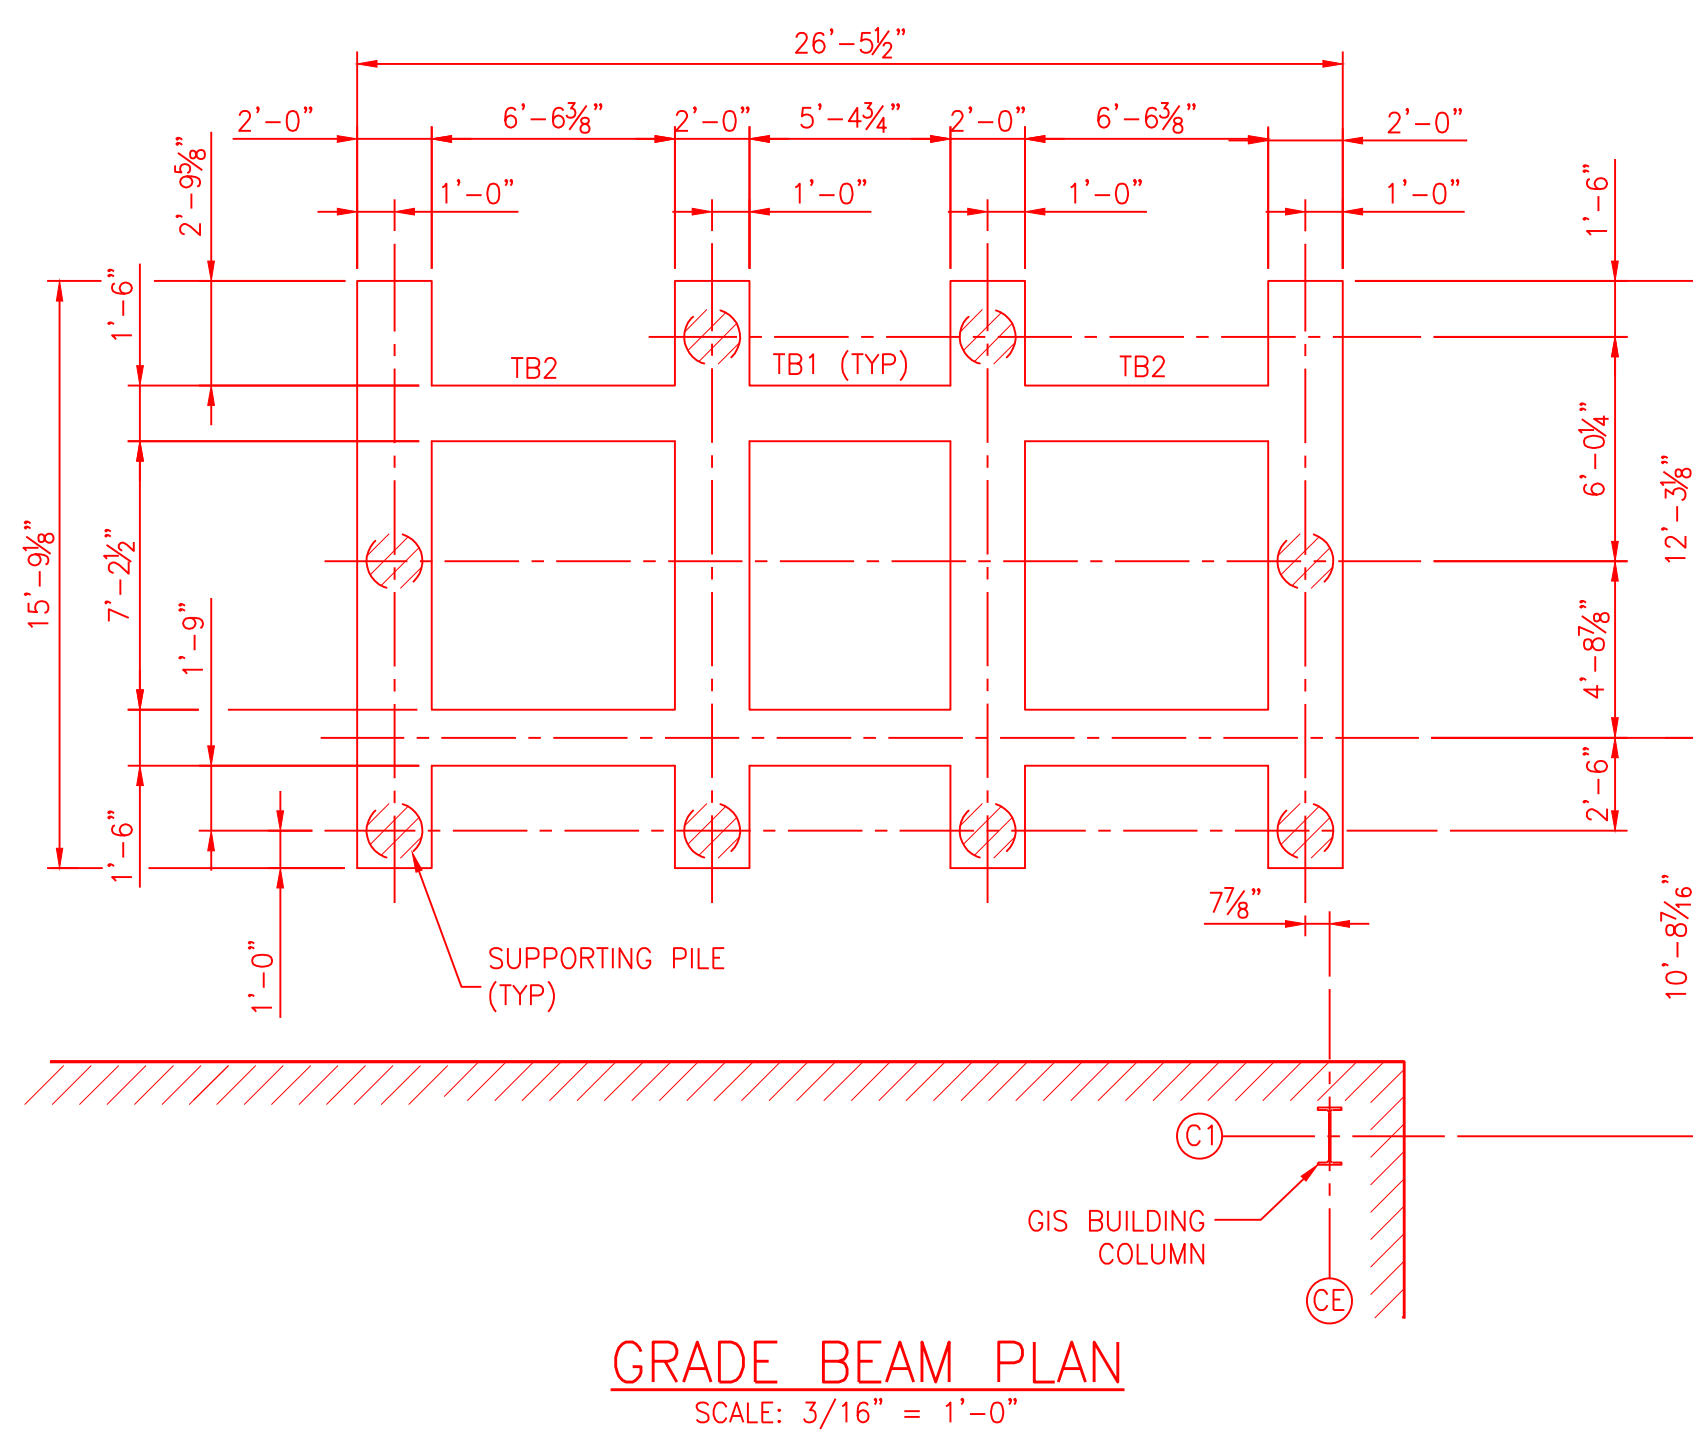 26'-5½"
2'-0"
6'-6⅜"
2'-0"
5'-4¾"
2'-0"
6'-6⅜"
2'-0"
1'-0"
1'-0"
1'-0"
1'-0"
2'-9⅝"
1'-6"
1'-6"
TB2
TB1 (TYP)
TB2
15'-9⅛"
7'-2½"
1'-9"
6'-0¼"
12'-3⅛"
4'-8⅞"
2'-6"
1'-6"
1'-0"
7⅞"
10'-87/16"
SUPPORTING PILE
(TYP)
C1
GIS BUILDING
COLUMN
CE
GRADE BEAM PLAN
SCALE: 3/16" = 1'-0"